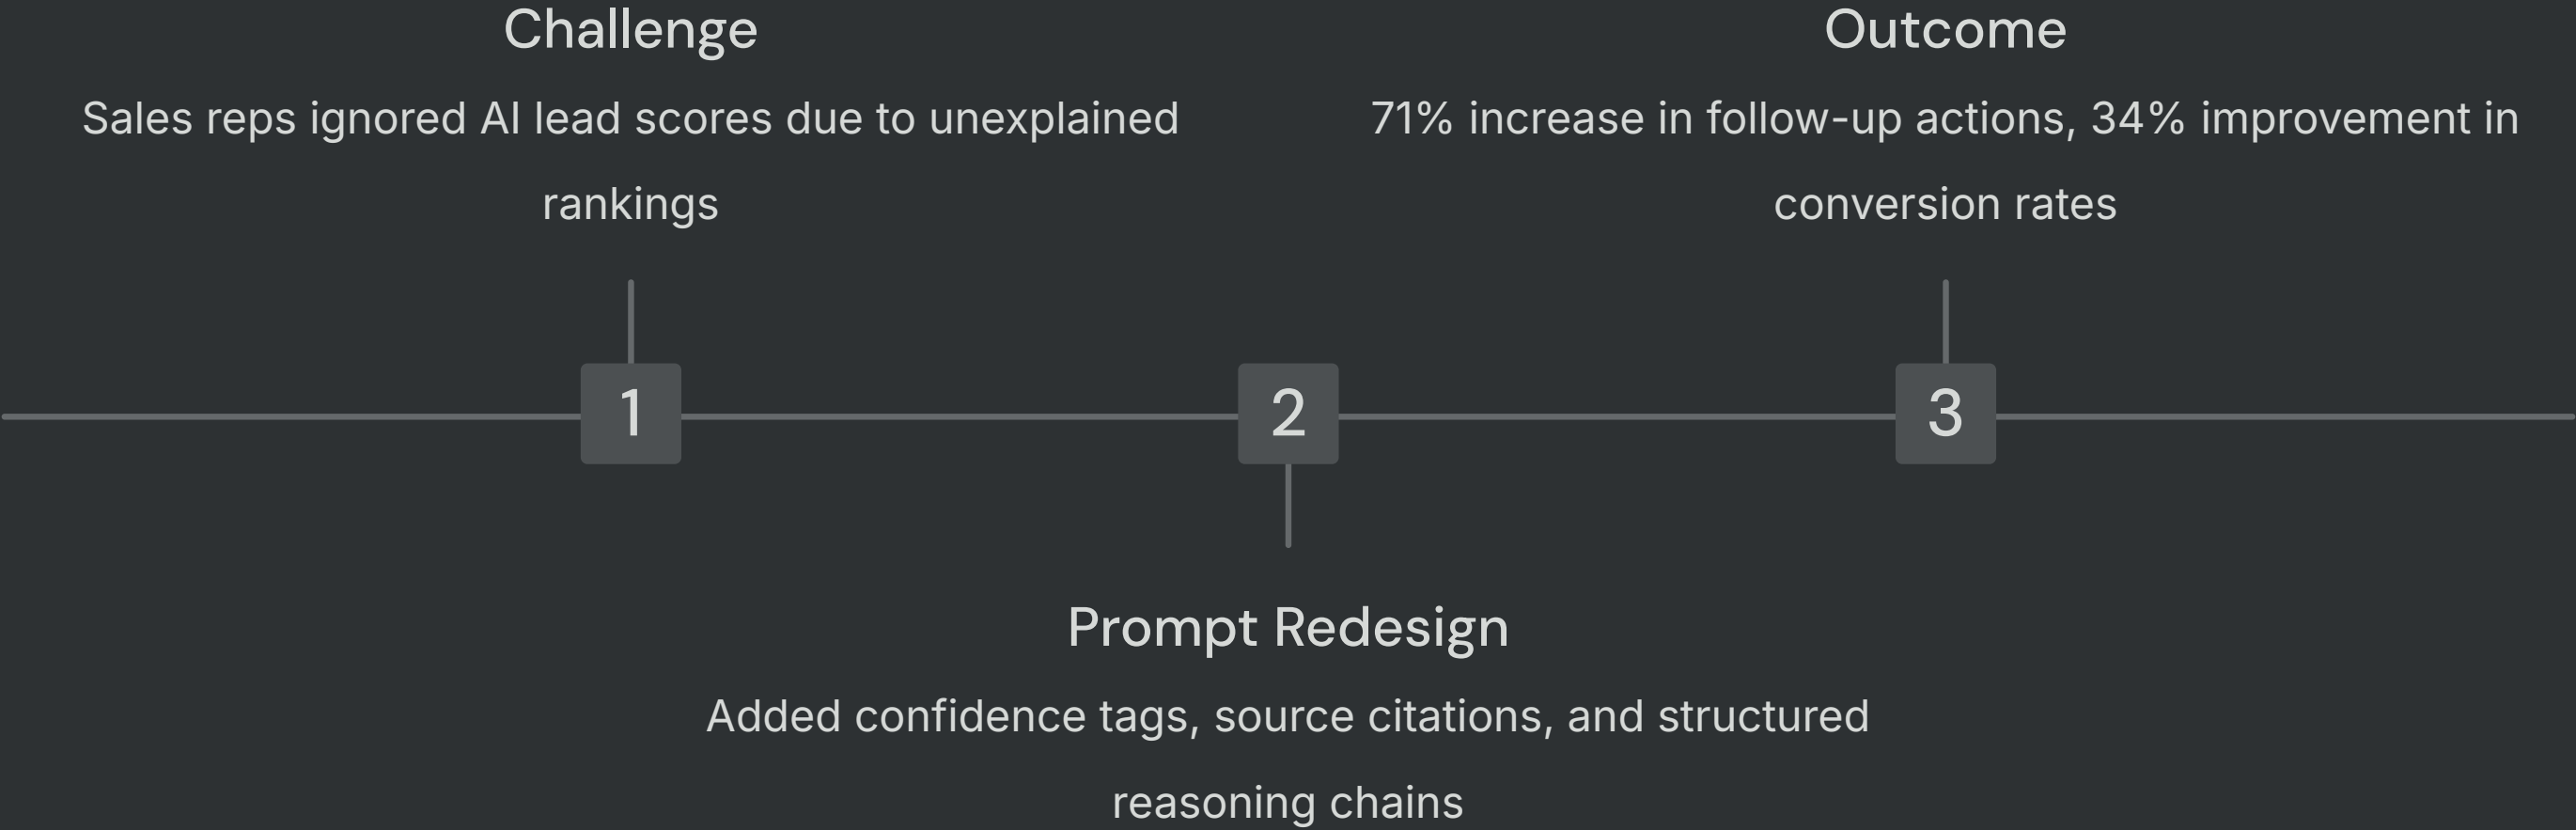 Challenge
Sales reps ignored AI lead scores due to unexplained
rankings
Outcome
71% increase in follow-up actions, 34% improvement in
conversion rates
1
2
3
Prompt Redesign
Added confidence tags, source citations, and structured
reasoning chains